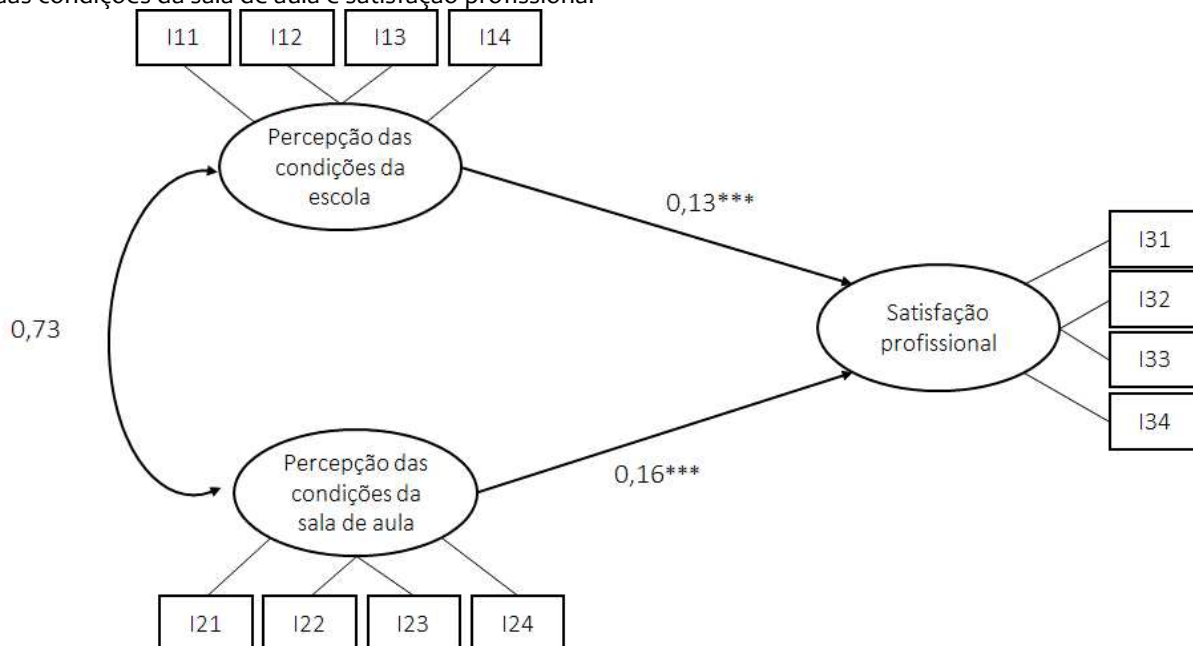 das condições da sala de aula e satisfação profissional
I11 I12 I13 I14
Percepção das
condições da
escola
0,13***
I31
I32
I33
I34
Satisfação
profissional
0,73
Percepção das
condições da
sala de aula
0,16***
I21 I22 I23 I24